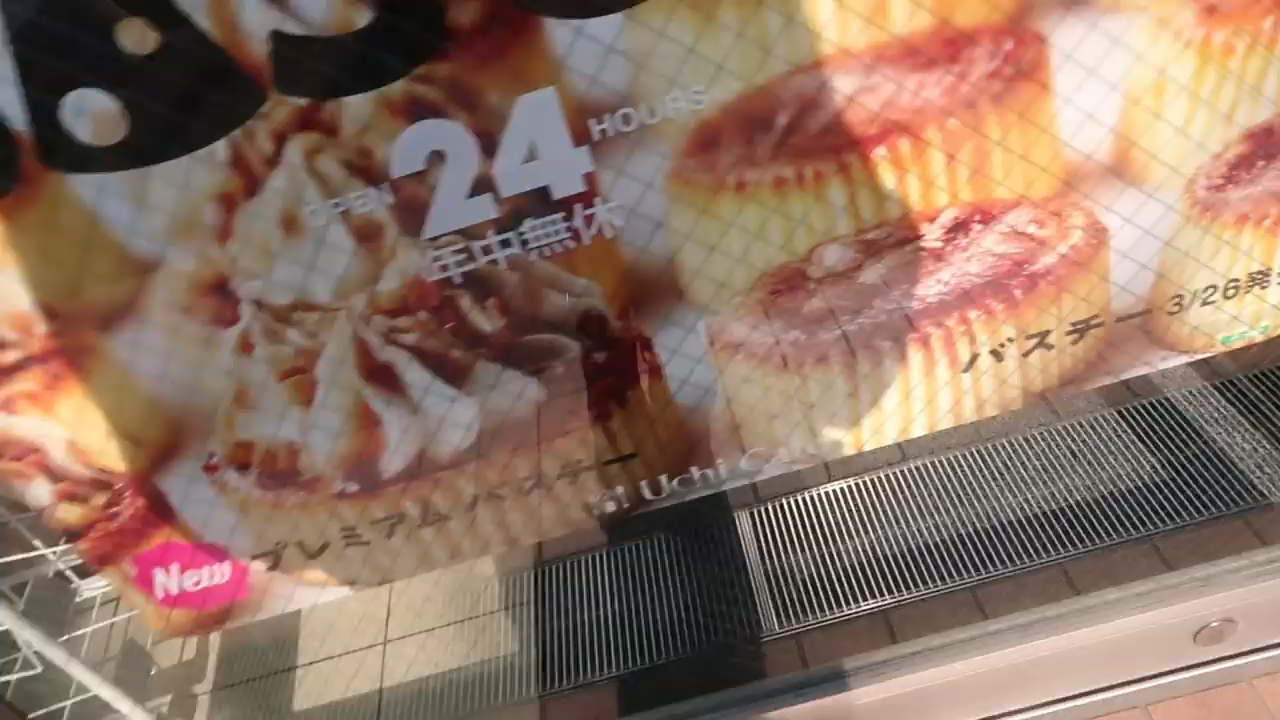 OPEN 24 HOURS
年中無休
3/26発
バスチー
Uchi
プレミアム バスチー
New